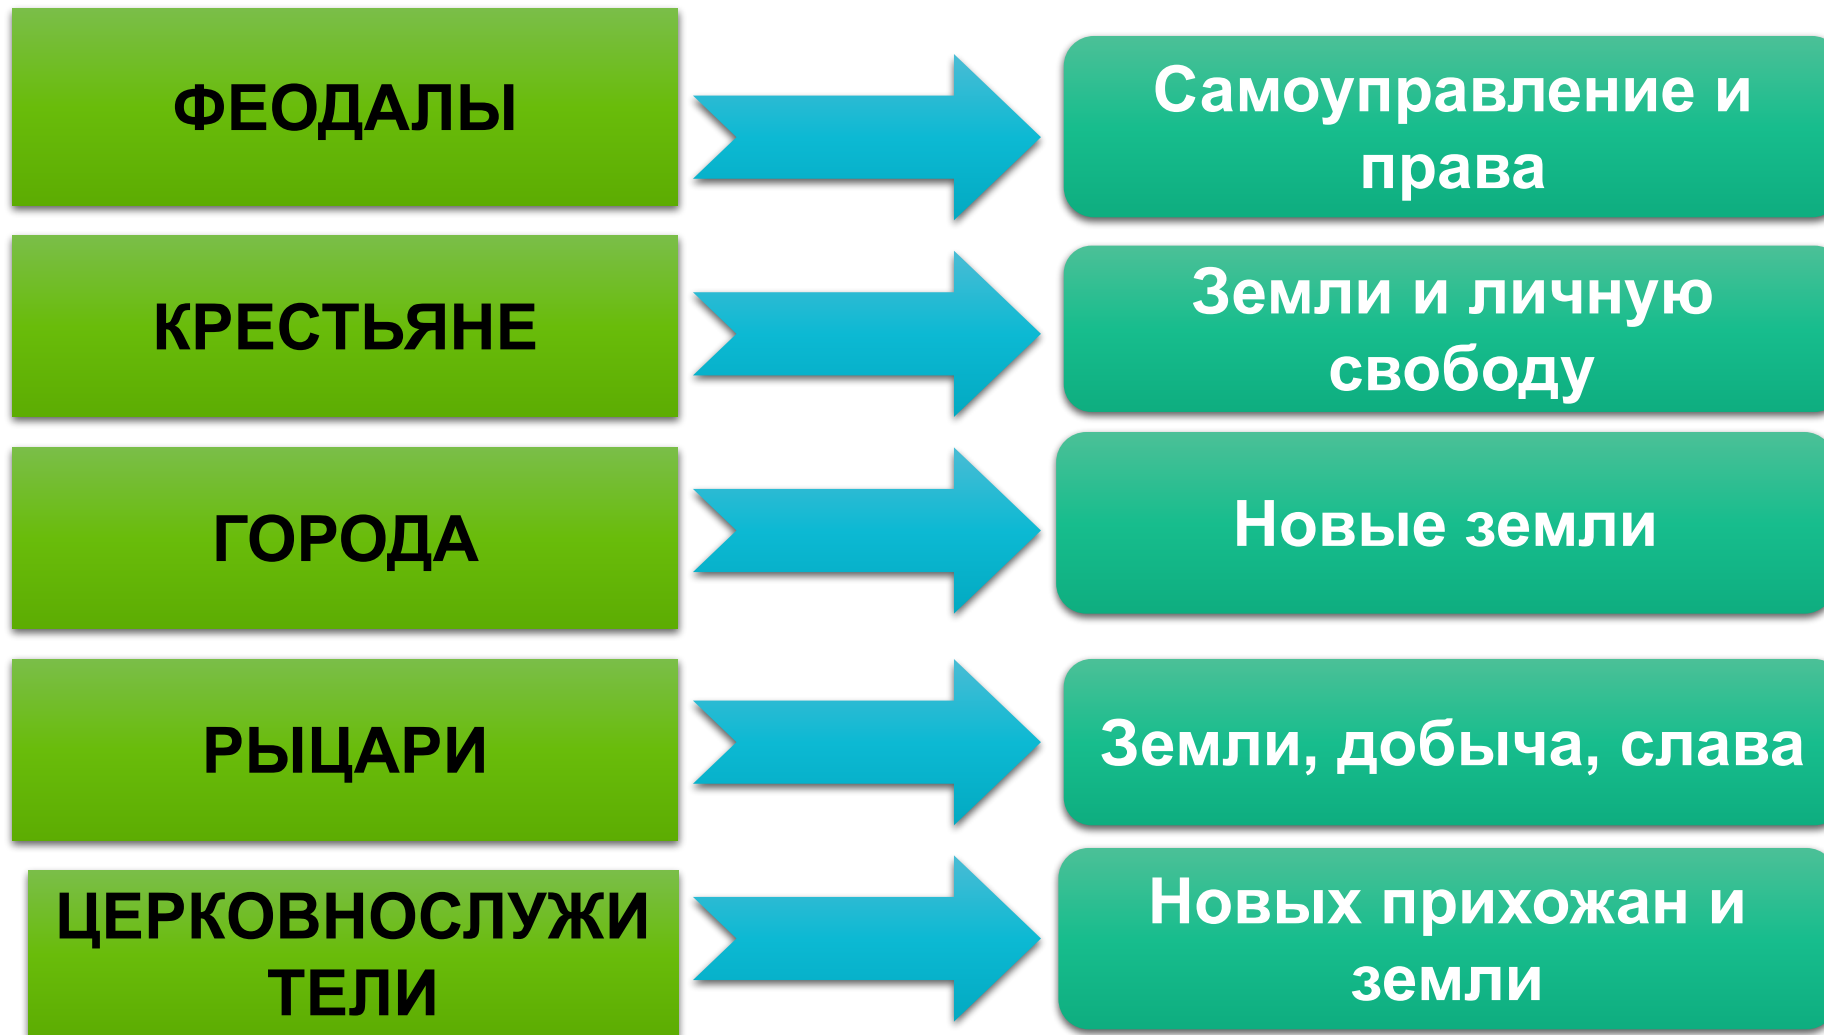 ФЕОДАЛЫ
Самоуправление и
права
КРЕСТЬЯНЕ
Земли и личную
свободу
ГОРОДА
Новые земли
РЫЦАРИ
Земли, добыча, слава
ЦЕРКОВНОСЛУЖИ
ТЕЛИ
Новых прихожан и
земли